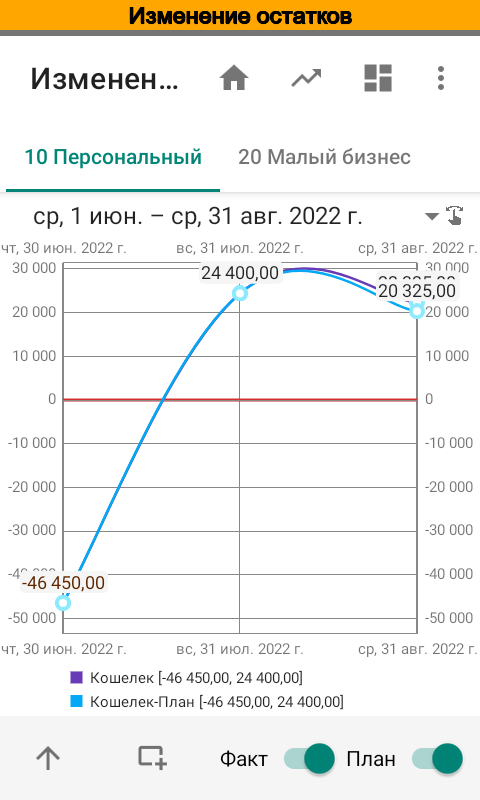 Изменение остатков
Изменен...
10 Персональный 20 Малый бизнес
ср, 1 июн. – ср, 31 авг. 2022 г.
чт, 30 июн. 2022 г. вс, 31 июл. 2022 г. ср, 31 авг. 2022 г.
30 000 24 400,00 30 000
20 325,00
20 000 20 000
10 000 10 000
0 0
-10 000 -10 000
-20 000 -20 000
-30 000 -30 000
-40 000
-46 450,00
-50 000 -50 000
чт, 30 июн. 2022 г. вс, 31 июл. 2022 г. ср, 31 авг. 2022 г.
Кошелек [-46 450,00, 24 400,00]
Кошелек-План [-46 450,00, 24 400,00]
Факт План